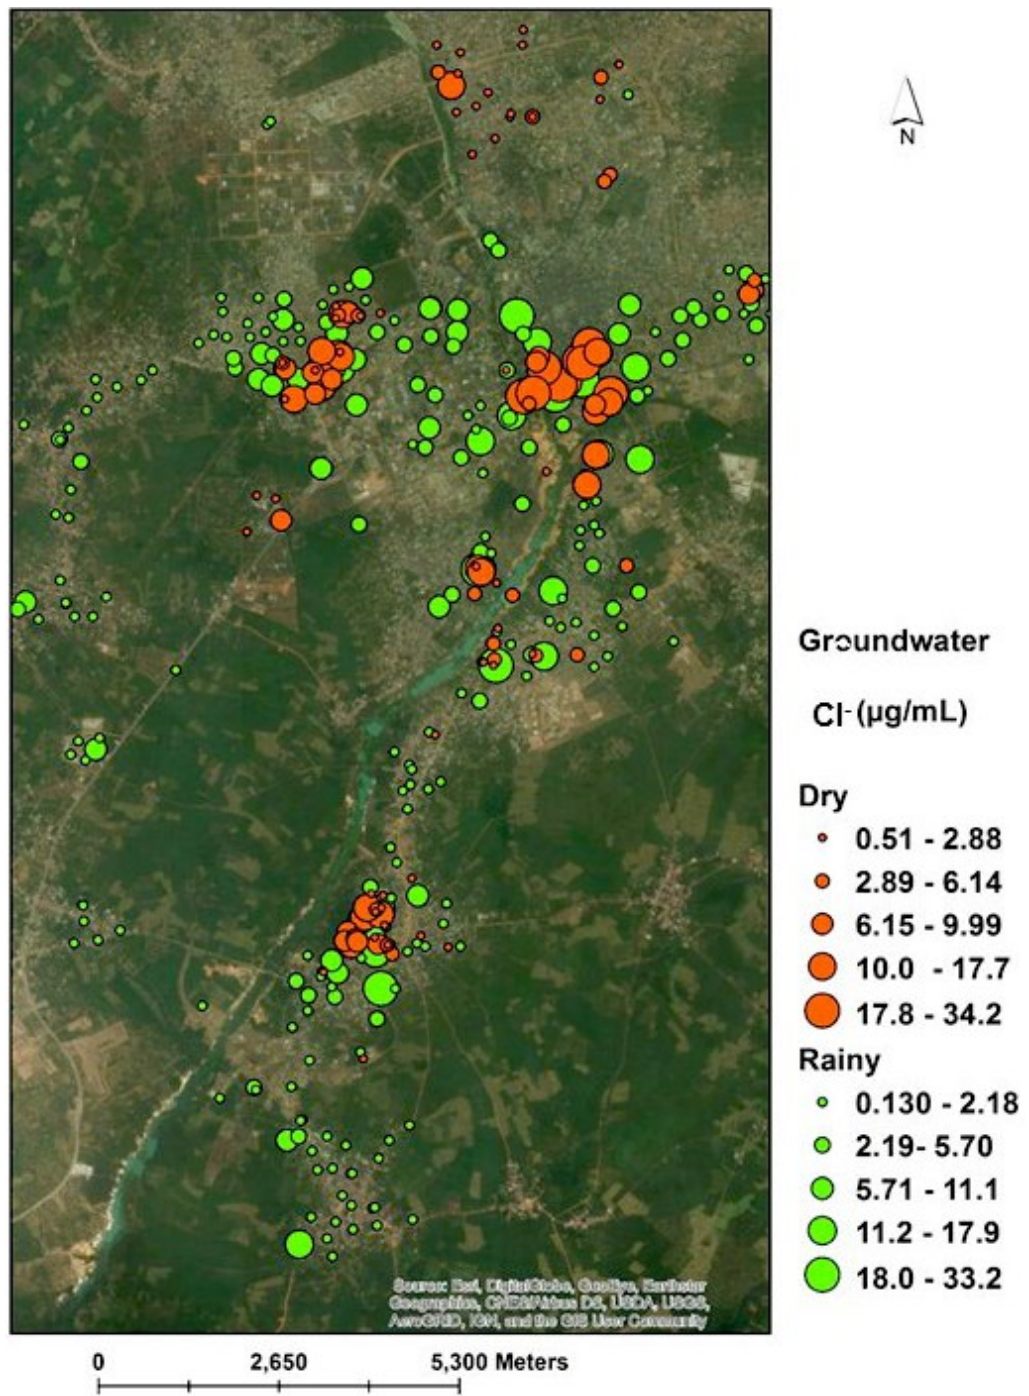 N
Groundwater
Cl⁻ (µg/mL)
Dry
0.51 - 2.88
2.89 - 6.14
6.15 - 9.99
10.0 - 17.7
17.8 - 34.2
Rainy
0.130 - 2.18
2.19- 5.70
5.71 - 11.1
11.2 - 17.9
18.0 - 33.2
Source: Esri, DigitalGlobe, GeoEye, Earthstar
Geographics, CNES/Airbus DS, USDA, USGS,
AeroGRID, IGN, and the GIS User Community
0 2,650 5,300 Meters